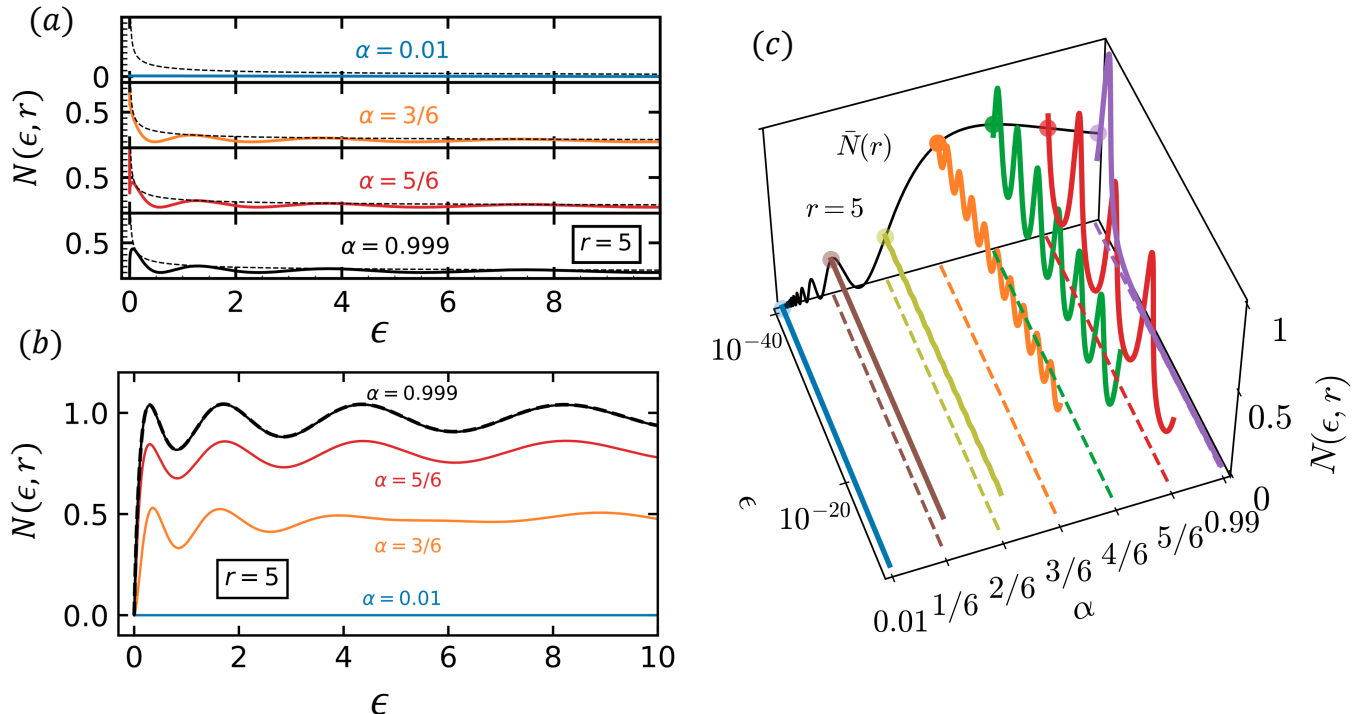 (a)
N(ϵ, r)
α = 0.01
0
α = 3/6
0.5
α = 5/6
0.5
α = 0.999
0.5
r = 5
0 2 4 6 8 10
ϵ
(b)
N(ϵ, r)
1.0
0.5
0.0
α = 0.999
α = 5/6
α = 3/6
α = 0.01
r = 5
0 2 4 6 8 10
ϵ
(c)
N̄(r)
r = 5
10⁻⁴⁰
10⁻²⁰
ϵ
0.01 1/6 2/6 3/6 4/6 5/6 0.99
α
1
0.5
0
N(ϵ, r)